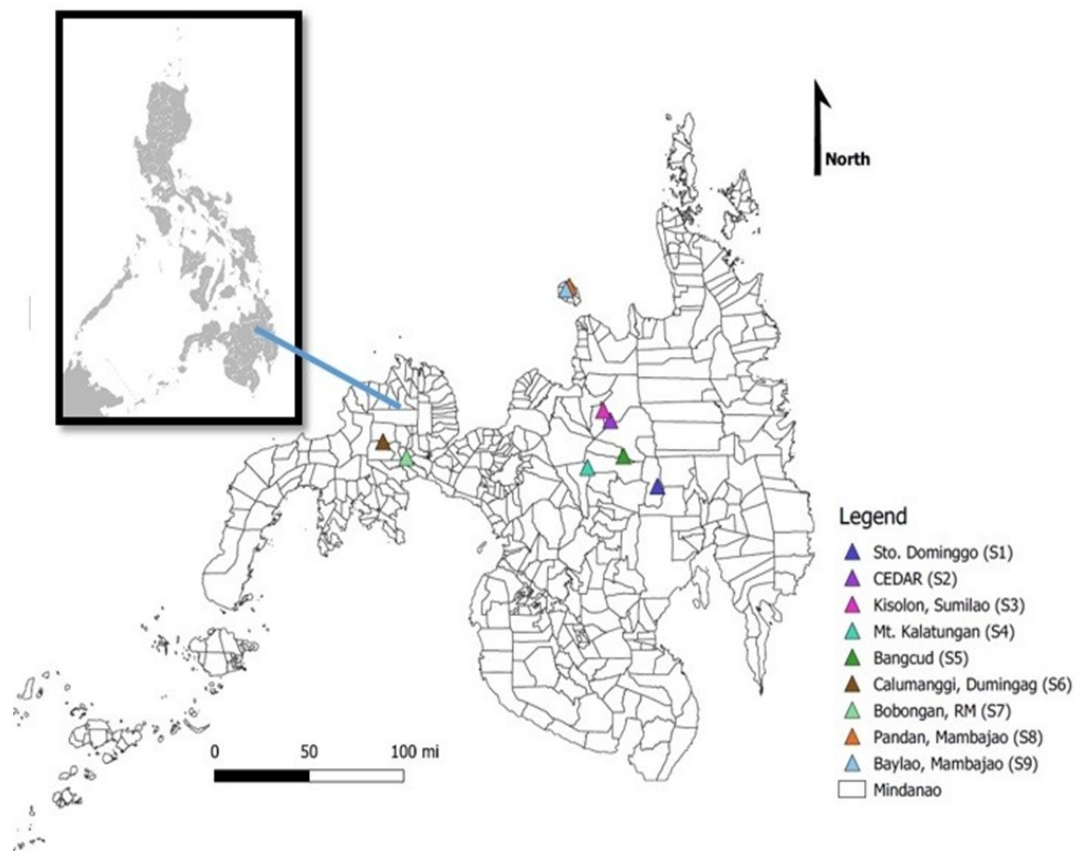 North
Legend
Sto. Dominggo (S1)
CEDAR (S2)
Kisolon, Sumilao (S3)
Mt. Kalatungan (S4)
Bangcud (S5)
Calumanggi, Dumingag (S6)
Bobongan, RM (S7)
Pandan, Mambajao (S8)
Baylao, Mambajao (S9)
Mindanao
0 50 100 mi